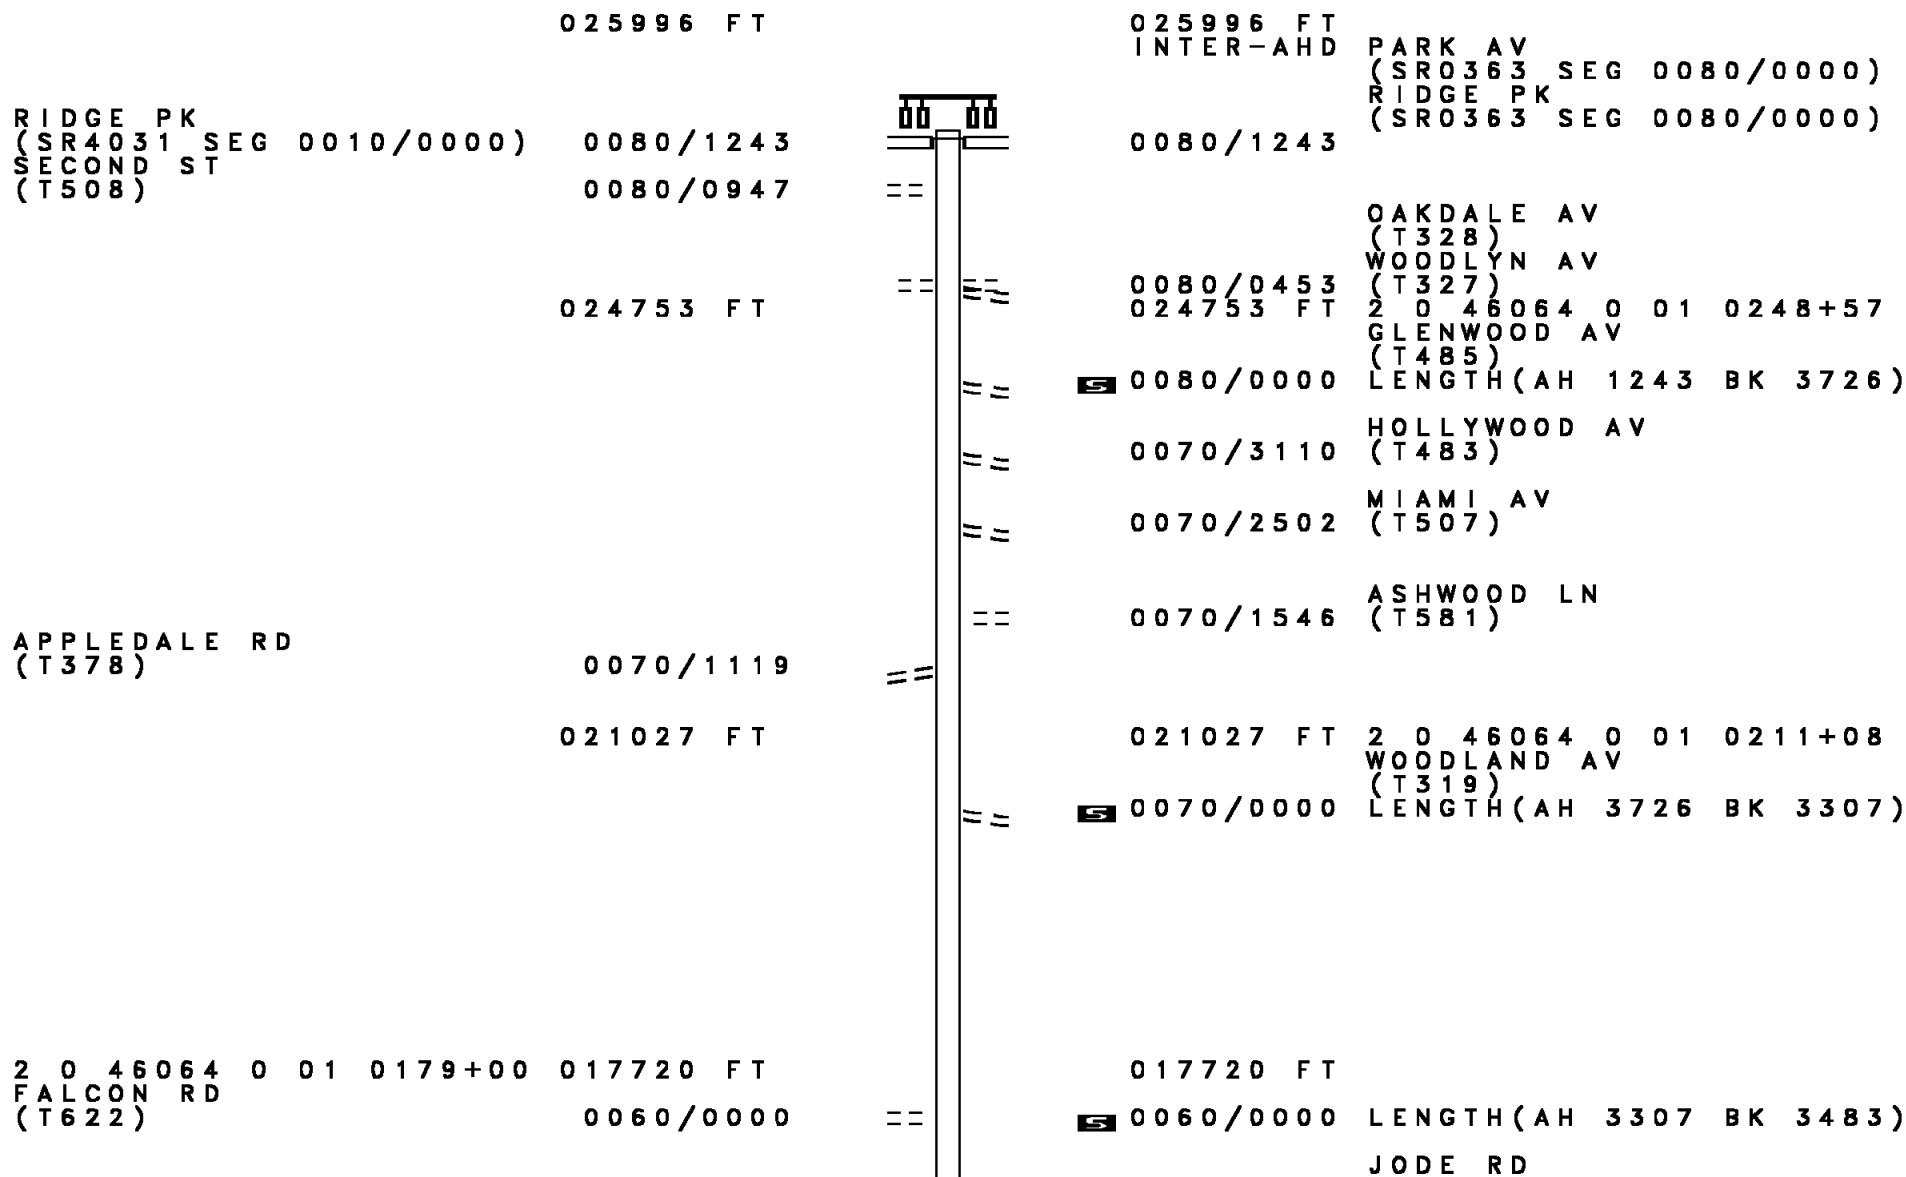 025996 FT 025996 FT
INTER-AHD PARK AV
(SR0363 SEG 0080/0000)
RIDGE PK
RIDGE PK (SR0363 SEG 0080/0000)
(SR4031 SEG 0010/0000) 0080/1243 0080/1243
SECOND ST
(T508) 0080/0947
OAKDALE AV
(T328)
WOODLYN AV
0080/0453 (T327)
024753 FT 024753 FT 2 0 46064 0 01 0248+57
GLENWOOD AV
(T485)
S 0080/0000 LENGTH(AH 1243 BK 3726)
HOLLYWOOD AV
0070/3110 (T483)
MIAMI AV
0070/2502 (T507)
ASHWOOD LN
0070/1546 (T581)
APPLEDALE RD
(T378) 0070/1119
021027 FT 021027 FT 2 0 46064 0 01 0211+08
WOODLAND AV
(T319)
S 0070/0000 LENGTH(AH 3726 BK 3307)
2 0 46064 0 01 0179+00 017720 FT 017720 FT
FALCON RD
(T622) 0060/0000 S 0060/0000 LENGTH(AH 3307 BK 3483)
JODE RD